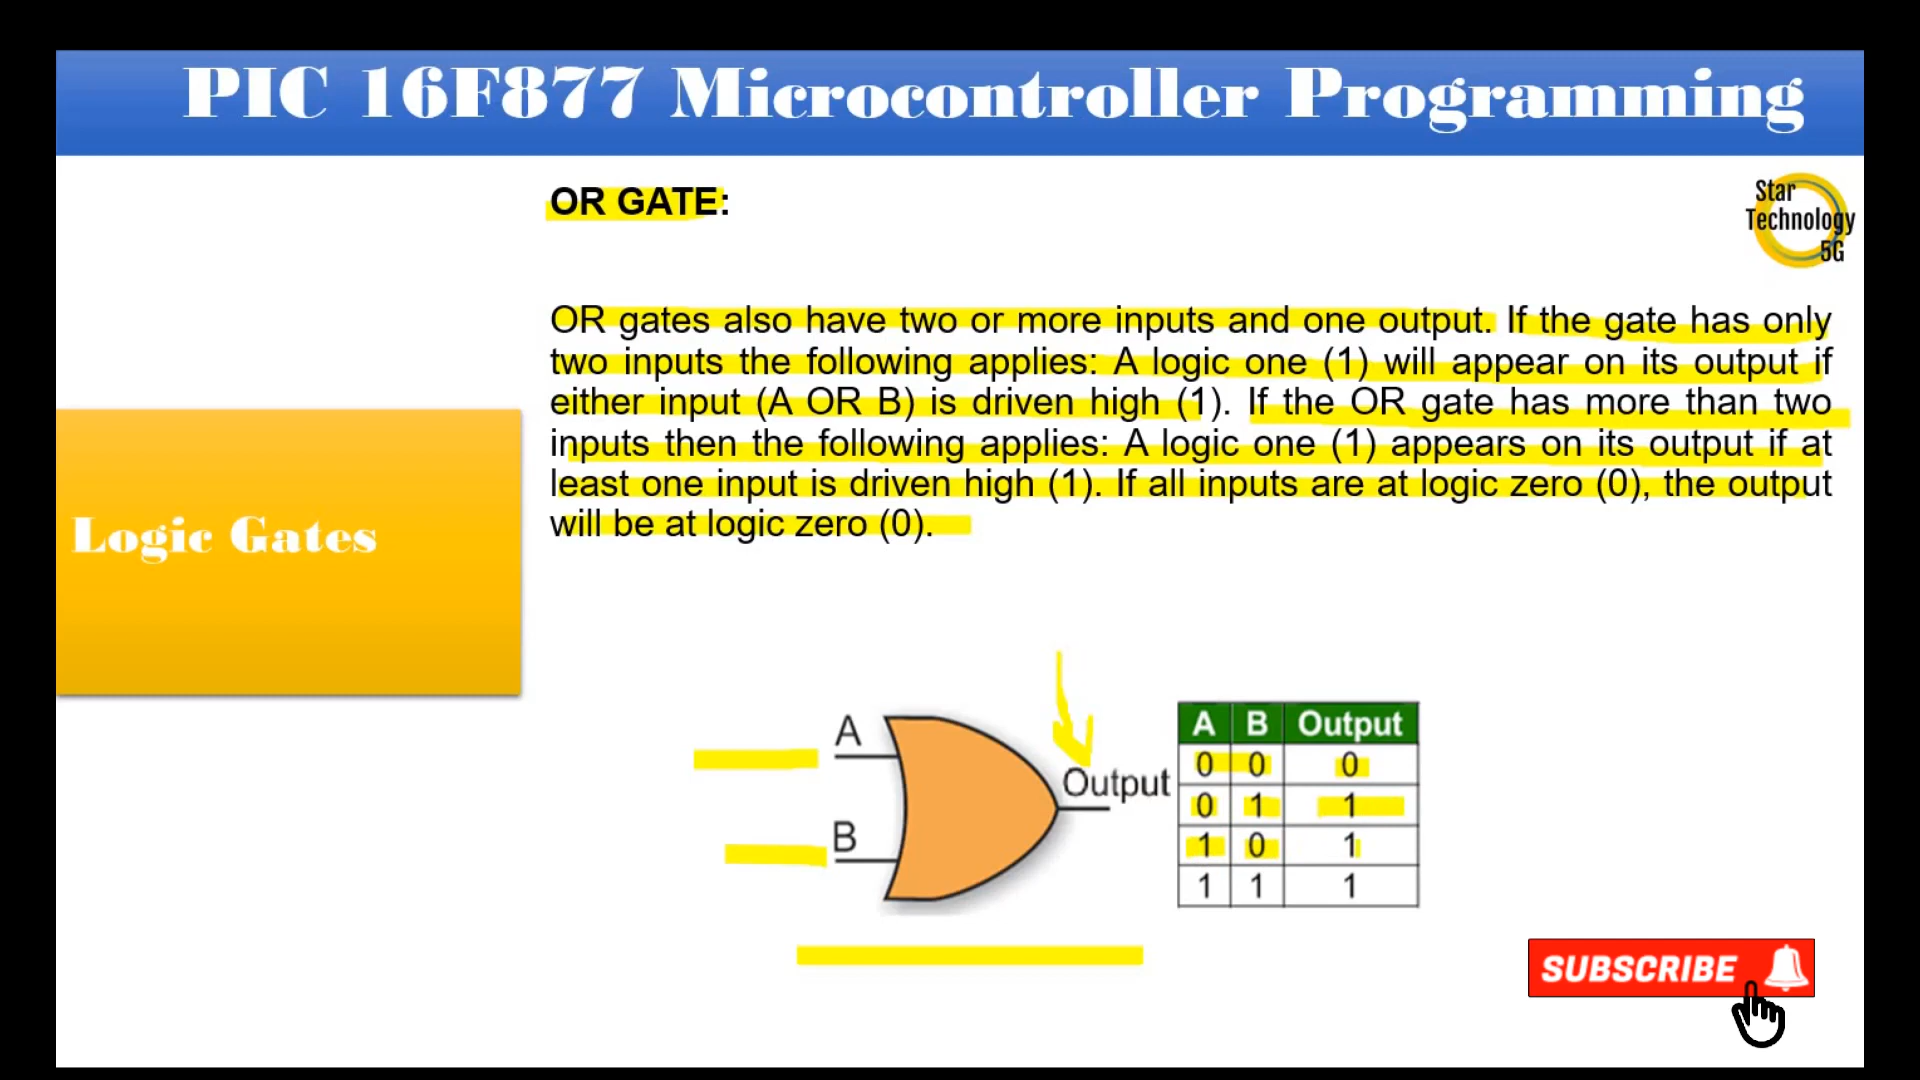 PIC 16F877 Microcontroller Programming
OR GATE:
Star
Technology
5G
OR gates also have two or more inputs and one output. If the gate has only
two inputs the following applies: A logic one (1) will appear on its output if
either input (A OR B) is driven high (1). If the OR gate has more than two
inputs then the following applies: A logic one (1) appears on its output if at
least one input is driven high (1). If all inputs are at logic zero (0), the output
will be at logic zero (0).
Logic Gates
A
B
Output
A B Output
0 0 0
0 1 1
1 0 1
1 1 1
SUBSCRIBE